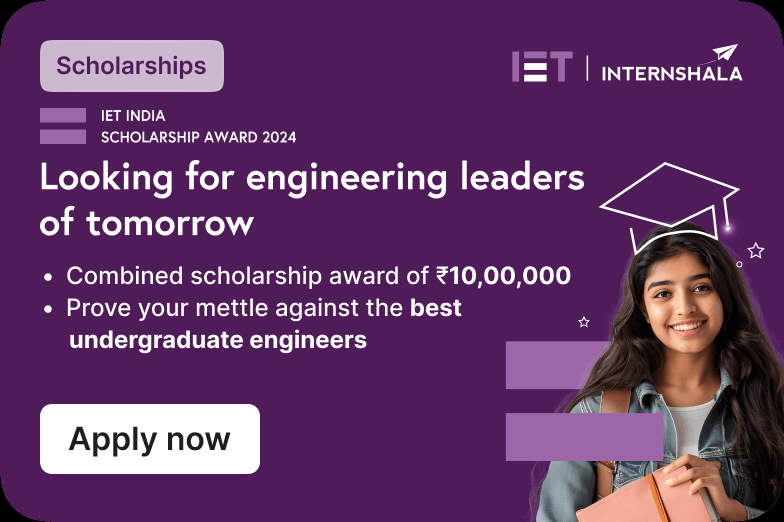 Scholarships
IET | INTERNSHALA
IET INDIA
SCHOLARSHIP AWARD 2024
Looking for engineering leaders
of tomorrow
• Combined scholarship award of ₹10,00,000
• Prove your mettle against the best
undergraduate engineers
Apply now